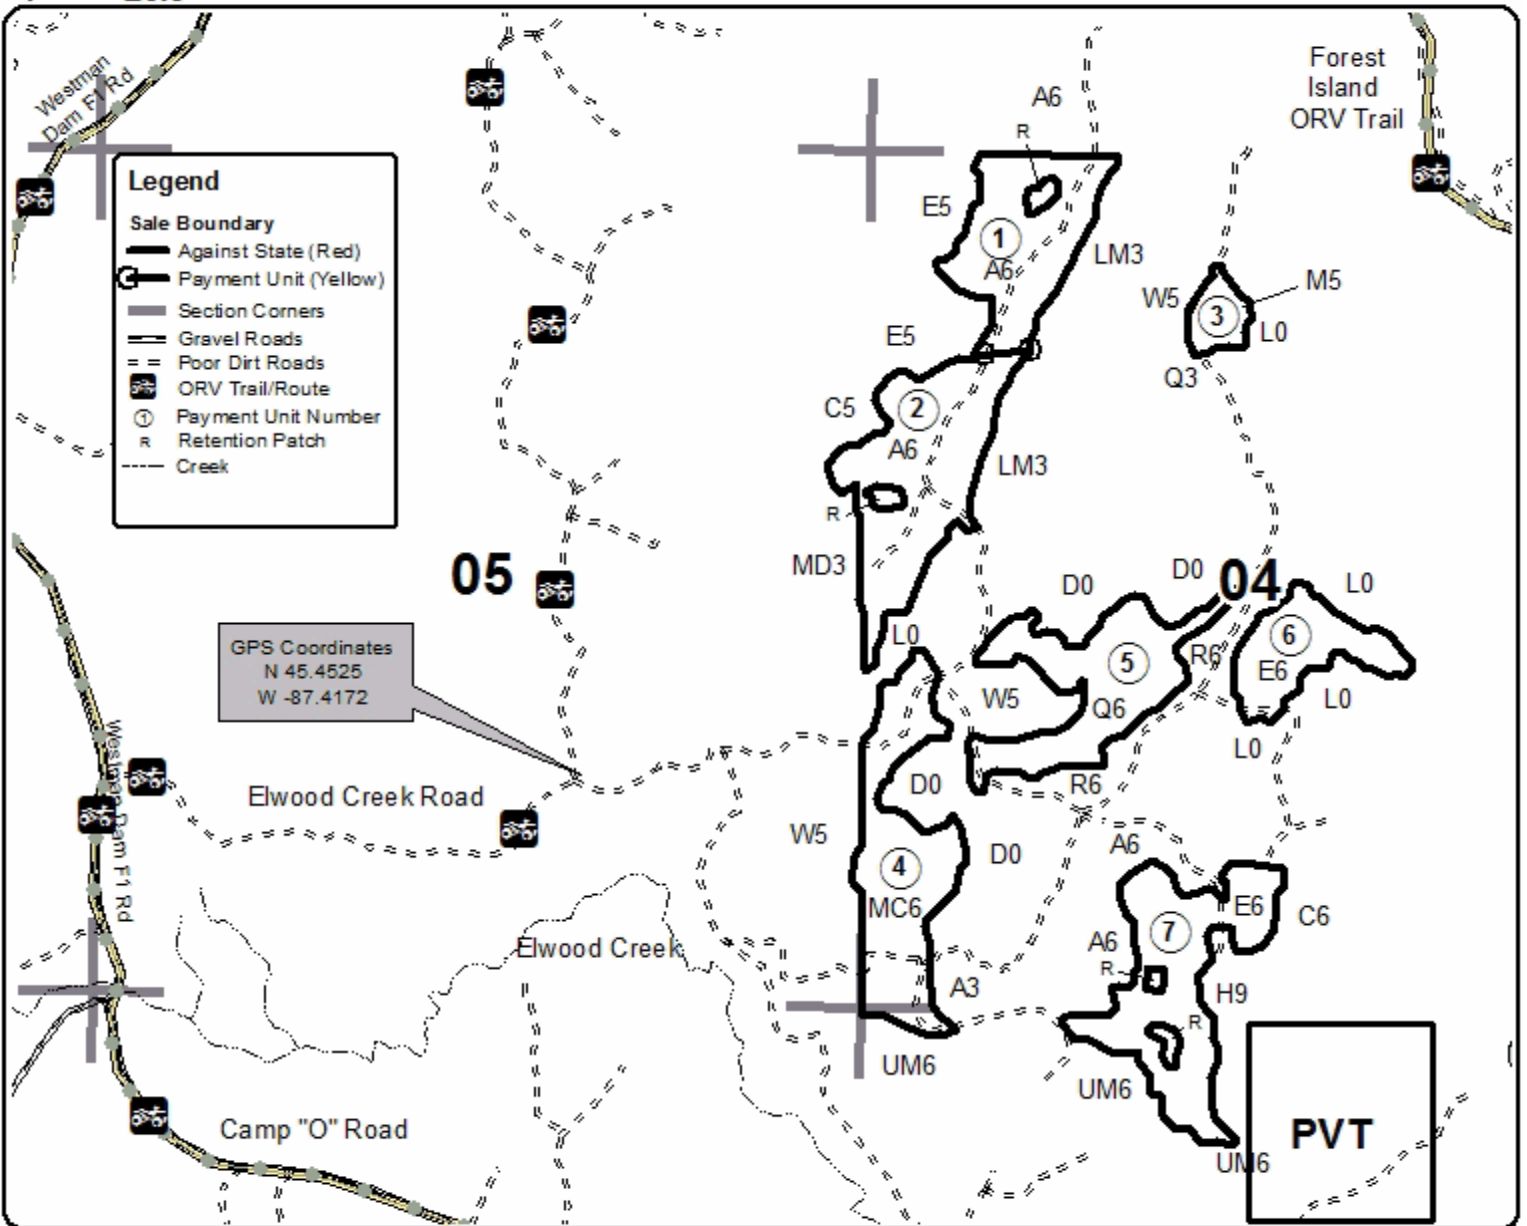 Westman
Dam F1 Rd
Forest
Island
ORV Trail
Legend
Sale Boundary
Against State (Red)
Payment Unit (Yellow)
Section Corners
Gravel Roads
Poor Dirt Roads
ORV Trail/Route
1 Payment Unit Number
R Retention Patch
Creek
A6
R
E5
1
A6
LM3
W5
M5
3
L0
Q3
E5
C5
2
A6
LM3
R
MD3
05
D0
D0
04
L0
GPS Coordinates
N 45.4525
W -87.4172
L0
5
R6
6
E6
W5
Q6
L0
L0
Westman Dam F1 Rd
Elwood Creek Road
D0
R6
W5
D0
A6
4
MC6
E6
C6
7
A6
R
Elwood Creek
A3
H9
R
UM6
UM6
Camp "O" Road
PVT
UM6